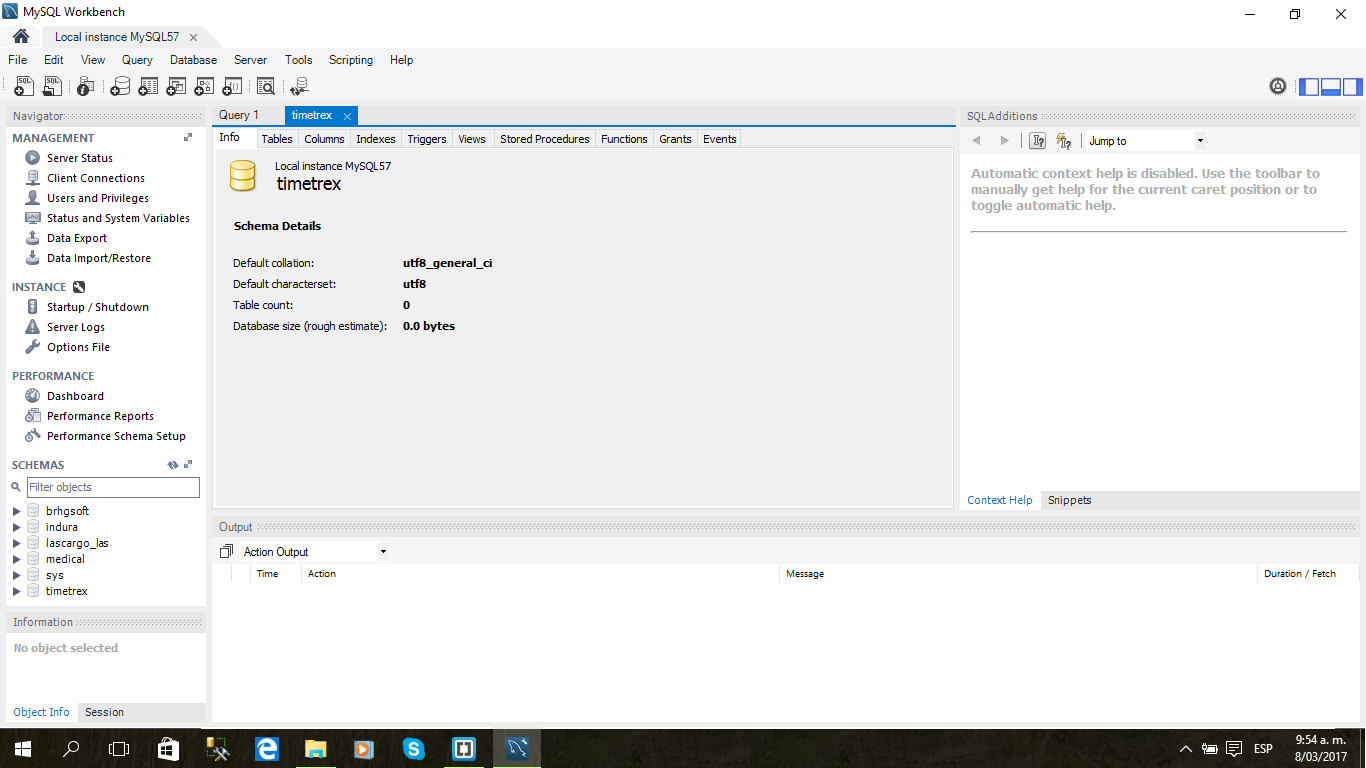 MySQL Workbench
Local instance MySQL57
File Edit View Query Database Server Tools Scripting Help
Navigator
MANAGEMENT
Server Status
Client Connections
Users and Privileges
Status and System Variables
Data Export
Data Import/Restore
INSTANCE
Startup / Shutdown
Server Logs
Options File
PERFORMANCE
Dashboard
Performance Reports
Performance Schema Setup
SCHEMAS
Filter objects
brhgsoft
indura
lascargo_las
medical
sys
timetrex
Information
No object selected
Object Info Session
Query 1 timetrex
Info Tables Columns Indexes Triggers Views Stored Procedures Functions Grants Events
Local instance MySQL57
timetrex
Schema Details
Default collation: utf8_general_ci
Default characterset: utf8
Table count: 0
Database size (rough estimate): 0.0 bytes
SQLAdditions
Jump to
Automatic context help is disabled. Use the toolbar to
manually get help for the current caret position or to
toggle automatic help.
Context Help Snippets
Output
Action Output
Time Action Message Duration / Fetch
ESP
9:54 a. m.
8/03/2017